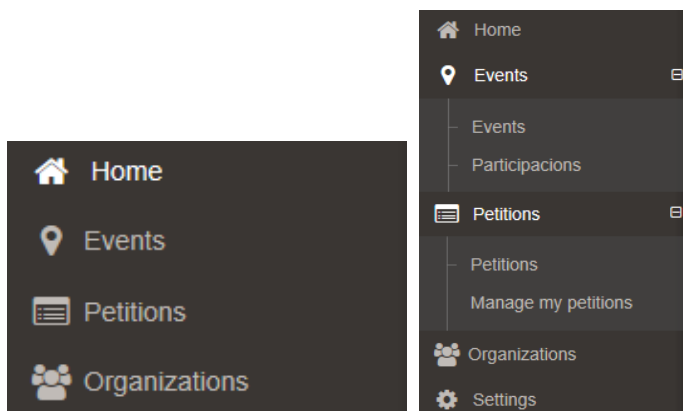 Home
Events
Petitions
Organizations
Home
Events
Events
Participacions
Petitions
Petitions
Manage my petitions
Organizations
Settings